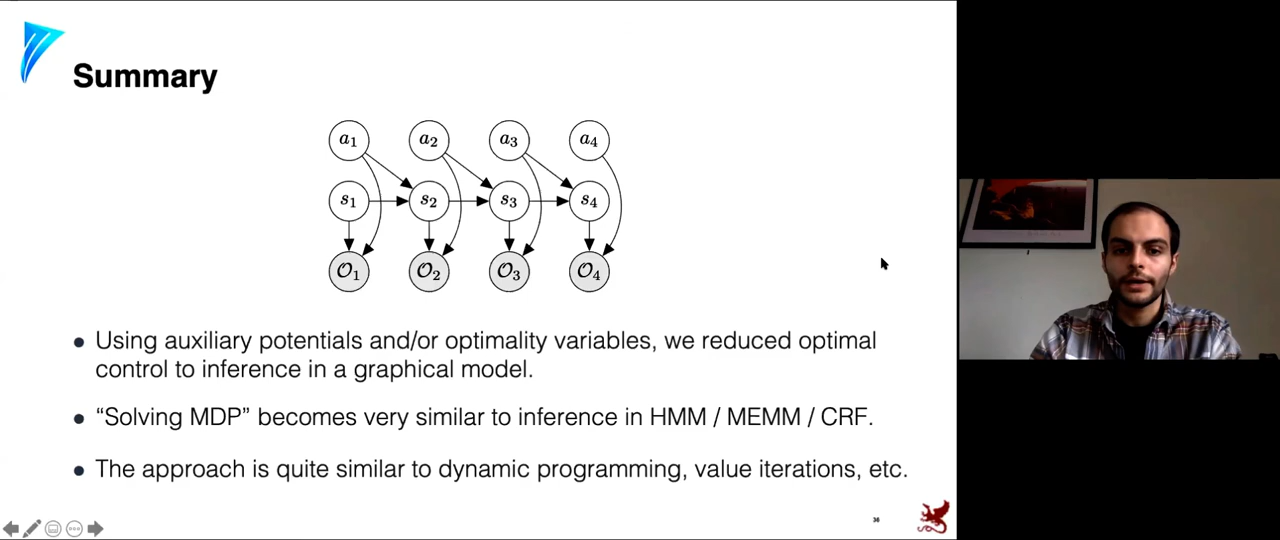 Summary
a1 a2 a3 a4
s1 s2 s3 s4
𝒪1 𝒪2 𝒪3 𝒪4
• Using auxiliary potentials and/or optimality variables, we reduced optimal
control to inference in a graphical model.
• “Solving MDP” becomes very similar to inference in HMM / MEMM / CRF.
• The approach is quite similar to dynamic programming, value iterations, etc.